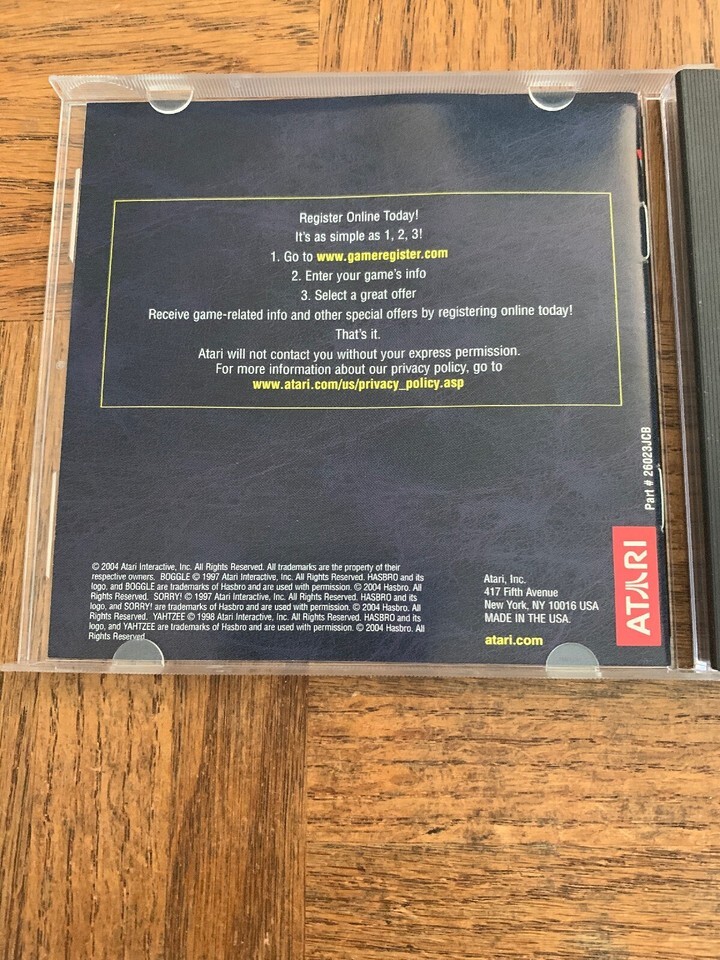 Register Online Today!
It's as simple as 1, 2, 3!
1. Go to www.gameregister.com
2. Enter your game's info
3. Select a great offer
Receive game-related info and other special offers by registering online today!
That's it.
Atari will not contact you without your express permission.
For more information about our privacy policy, go to
www.atari.com/us/privacy_policy.asp
Part # 26023JCB
© 2004 Atari Interactive, Inc. All Rights Reserved. All trademarks are the property of their
respective owners. BOGGLE © 1997 Atari Interactive, Inc. All Rights Reserved. HASBRO and its
logo, and BOGGLE are trademarks of Hasbro and are used with permission. © 2004 Hasbro. All
Rights Reserved. SORRY! © 1997 Atari Interactive, Inc. All Rights Reserved. HASBRO and its
logo, and SORRY! are trademarks of Hasbro and are used with permission. © 2004 Hasbro. All
Rights Reserved. YAHTZEE © 1998 Atari Interactive, Inc. All Rights Reserved. HASBRO and its
logo, and YAHTZEE are trademarks of Hasbro and are used with permission. © 2004 Hasbro. All
Rights Reserved.
Atari, Inc.
417 Fifth Avenue
New York, NY 10016 USA
MADE IN THE USA.
atari.com
ATARI